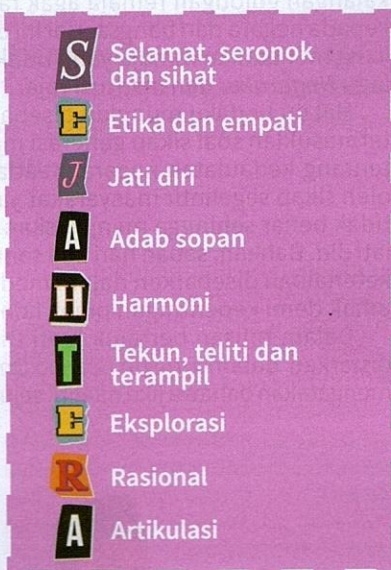 S Selamat, seronok
dan sihat
E Etika dan empati
J Jati diri
A Adab sopan
H Harmoni
T Tekun, teliti dan
terampil
E Eksplorasi
R Rasional
A Artikulasi